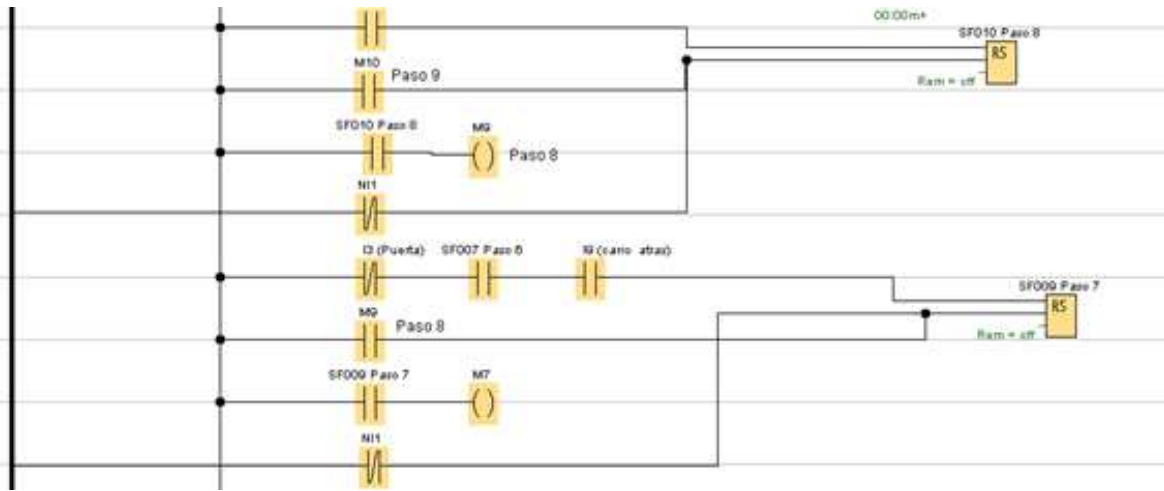 00:00m+
SF010 Paso 8
RS
Rem = off
M10
Paso 9
SF010 Paso 8
M9
Paso 8
NI1
I3 (Puerta)
SF007 Paso 6
I9 (carro atras)
SF009 Paso 7
RS
Rem = off
M9
Paso 8
SF009 Paso 7
M7
NI1